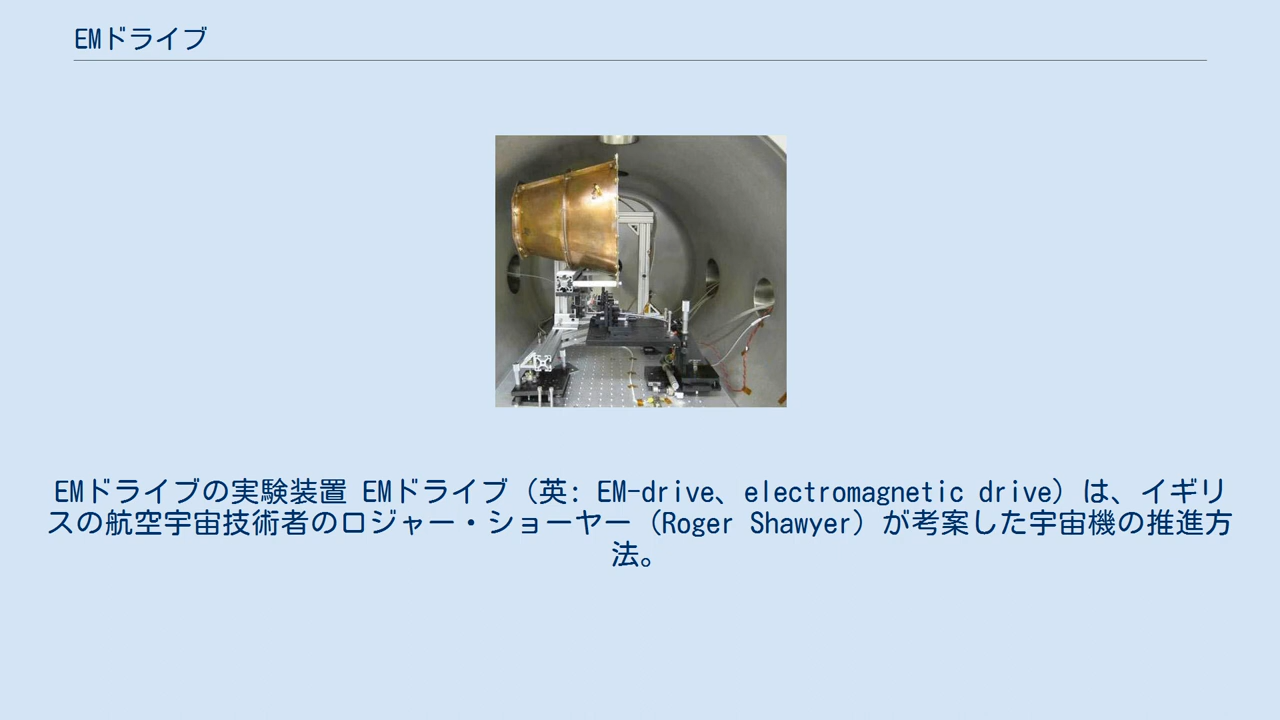 EMドライブ
EMドライブの実験装置 EMドライブ（英: EM-drive、electromagnetic drive）は、イギリ
スの航空宇宙技術者のロジャー・ショーヤー（Roger Shawyer）が考案した宇宙機の推進方
法。